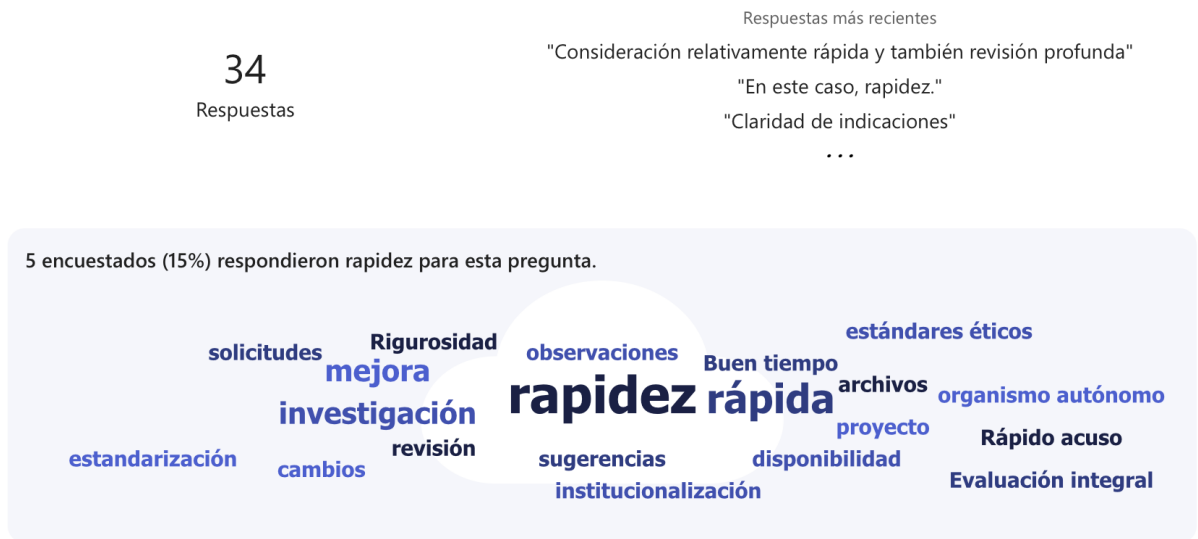 34
Respuestas
Respuestas más recientes
"Consideración relativamente rápida y también revisión profunda"
"En este caso, rapidez."
"Claridad de indicaciones"
...
5 encuestados (15%) respondieron rapidez para esta pregunta.
estándares éticos
Rigurosidad
solicitudes
observaciones
Buen tiempo
mejora
archivos
rapidez
rápida
organismo autónomo
investigación
proyecto
Rápido acuso
revisión
estandarización
cambios
sugerencias
disponibilidad
Evaluación integral
institucionalización